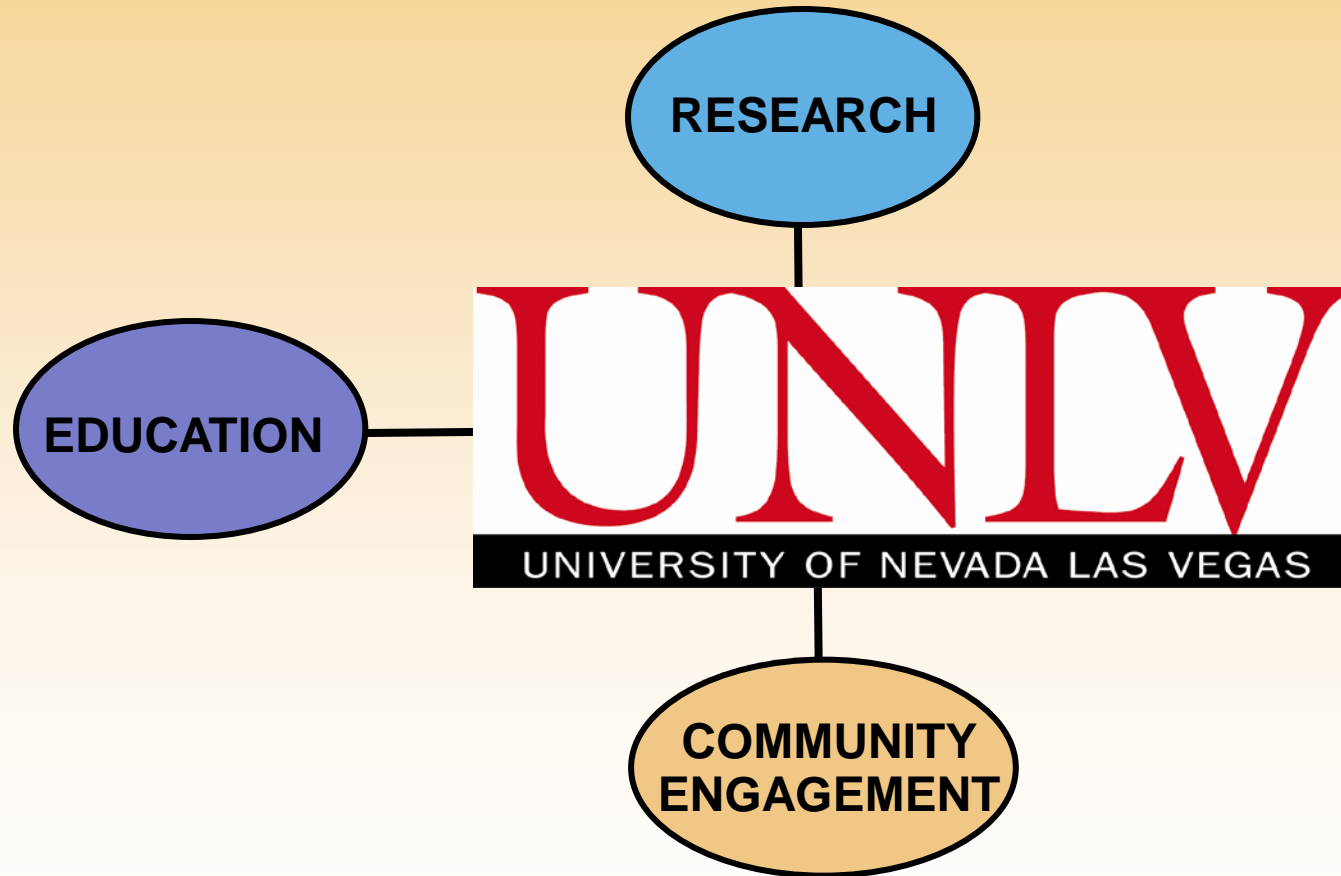 RESEARCH
EDUCATION
UNLV
UNIVERSITY OF NEVADA LAS VEGAS
COMMUNITY
ENGAGEMENT